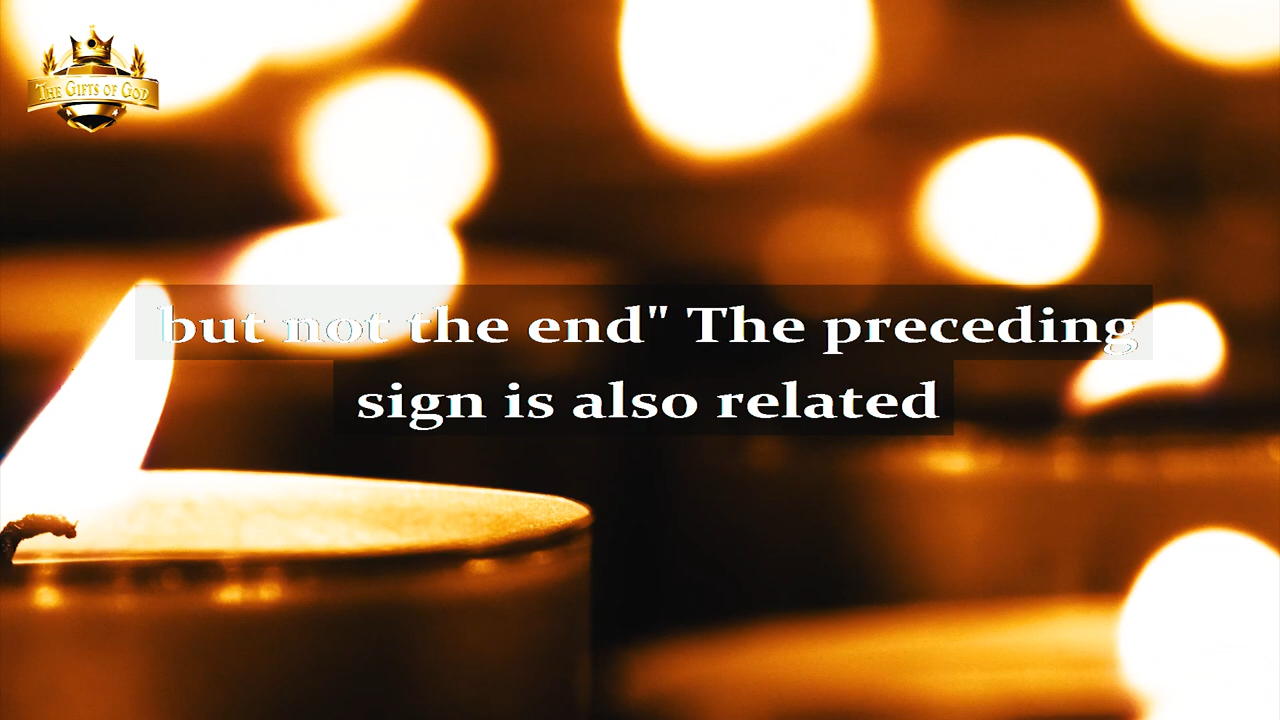 THE GIFTS OF GOD
but not the end" The preceding
sign is also related